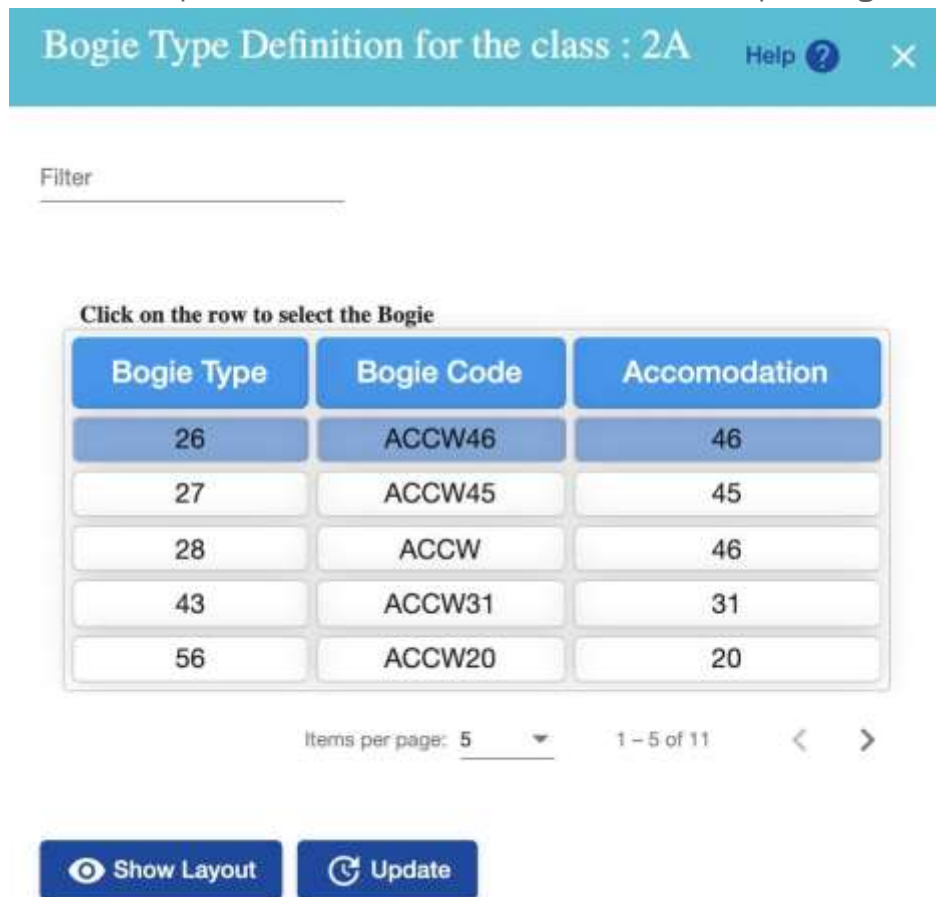 Bogie Type Definition for the class : 2A Help ?
Filter
Click on the row to select the Bogie
Bogie Type Bogie Code Accomodation
26 ACCW46 46
27 ACCW45 45
28 ACCW 46
43 ACCW31 31
56 ACCW20 20
Items per page: 5 1 – 5 of 11
Show Layout Update